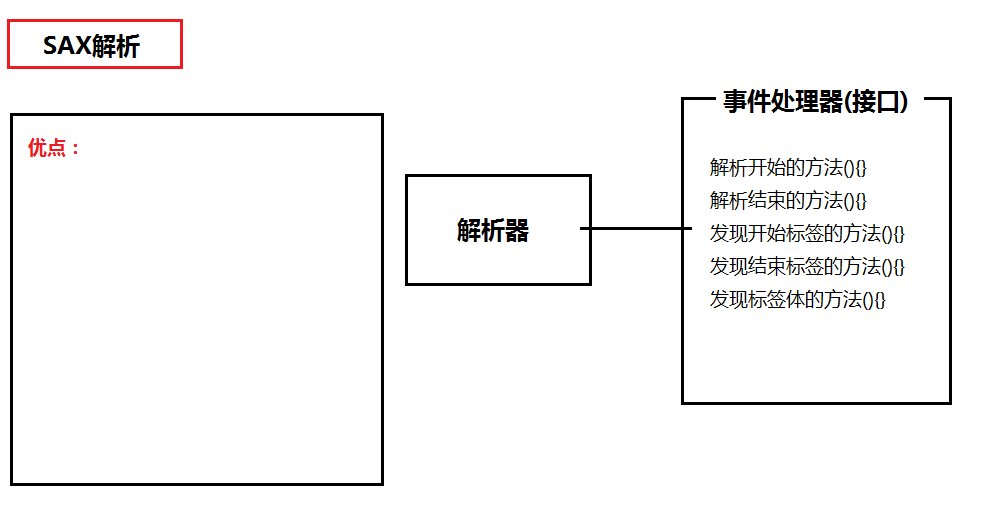 SAX解析
优点：
解析器
事件处理器(接口)
解析开始的方法(){}
解析结束的方法(){}
发现开始标签的方法(){}
发现结束标签的方法(){}
发现标签体的方法(){}